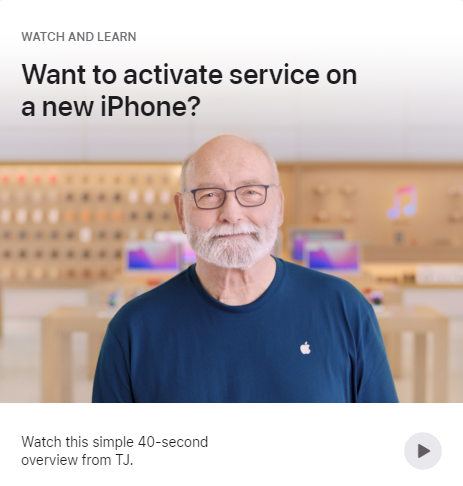 WATCH AND LEARN
Want to activate service on
a new iPhone?
Watch this simple 40-second
overview from TJ.